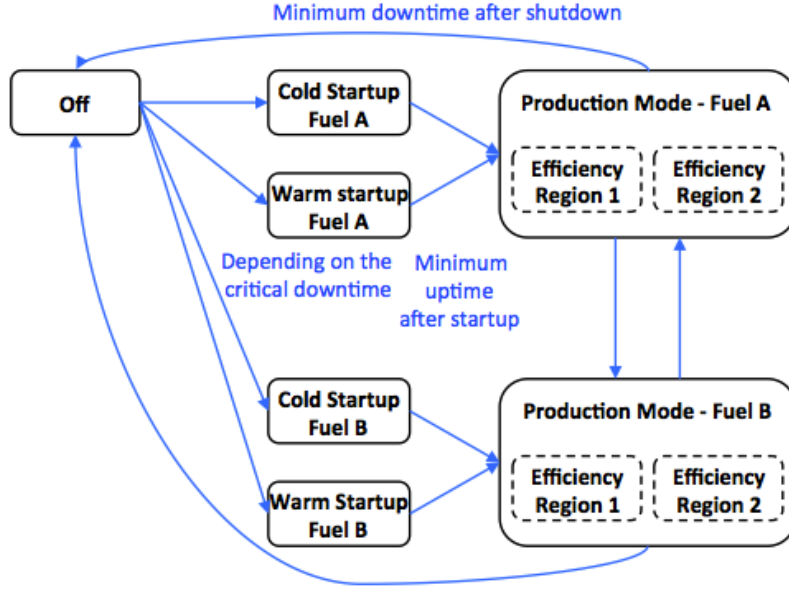 Minimum downtime after shutdown
Off
Cold Startup
Fuel A
Warm startup
Fuel A
Production Mode - Fuel A
Efficiency
Region 1
Efficiency
Region 2
Depending on the
critical downtime
Minimum
uptime
after startup
Cold Startup
Fuel B
Warm Startup
Fuel B
Production Mode - Fuel B
Efficiency
Region 1
Efficiency
Region 2